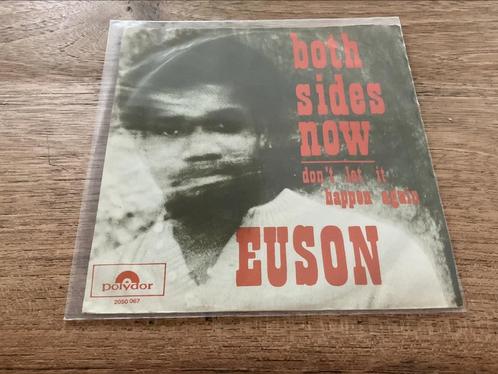 both
sides
now
don't let it
happen again
EUSON
polydor
2050 067